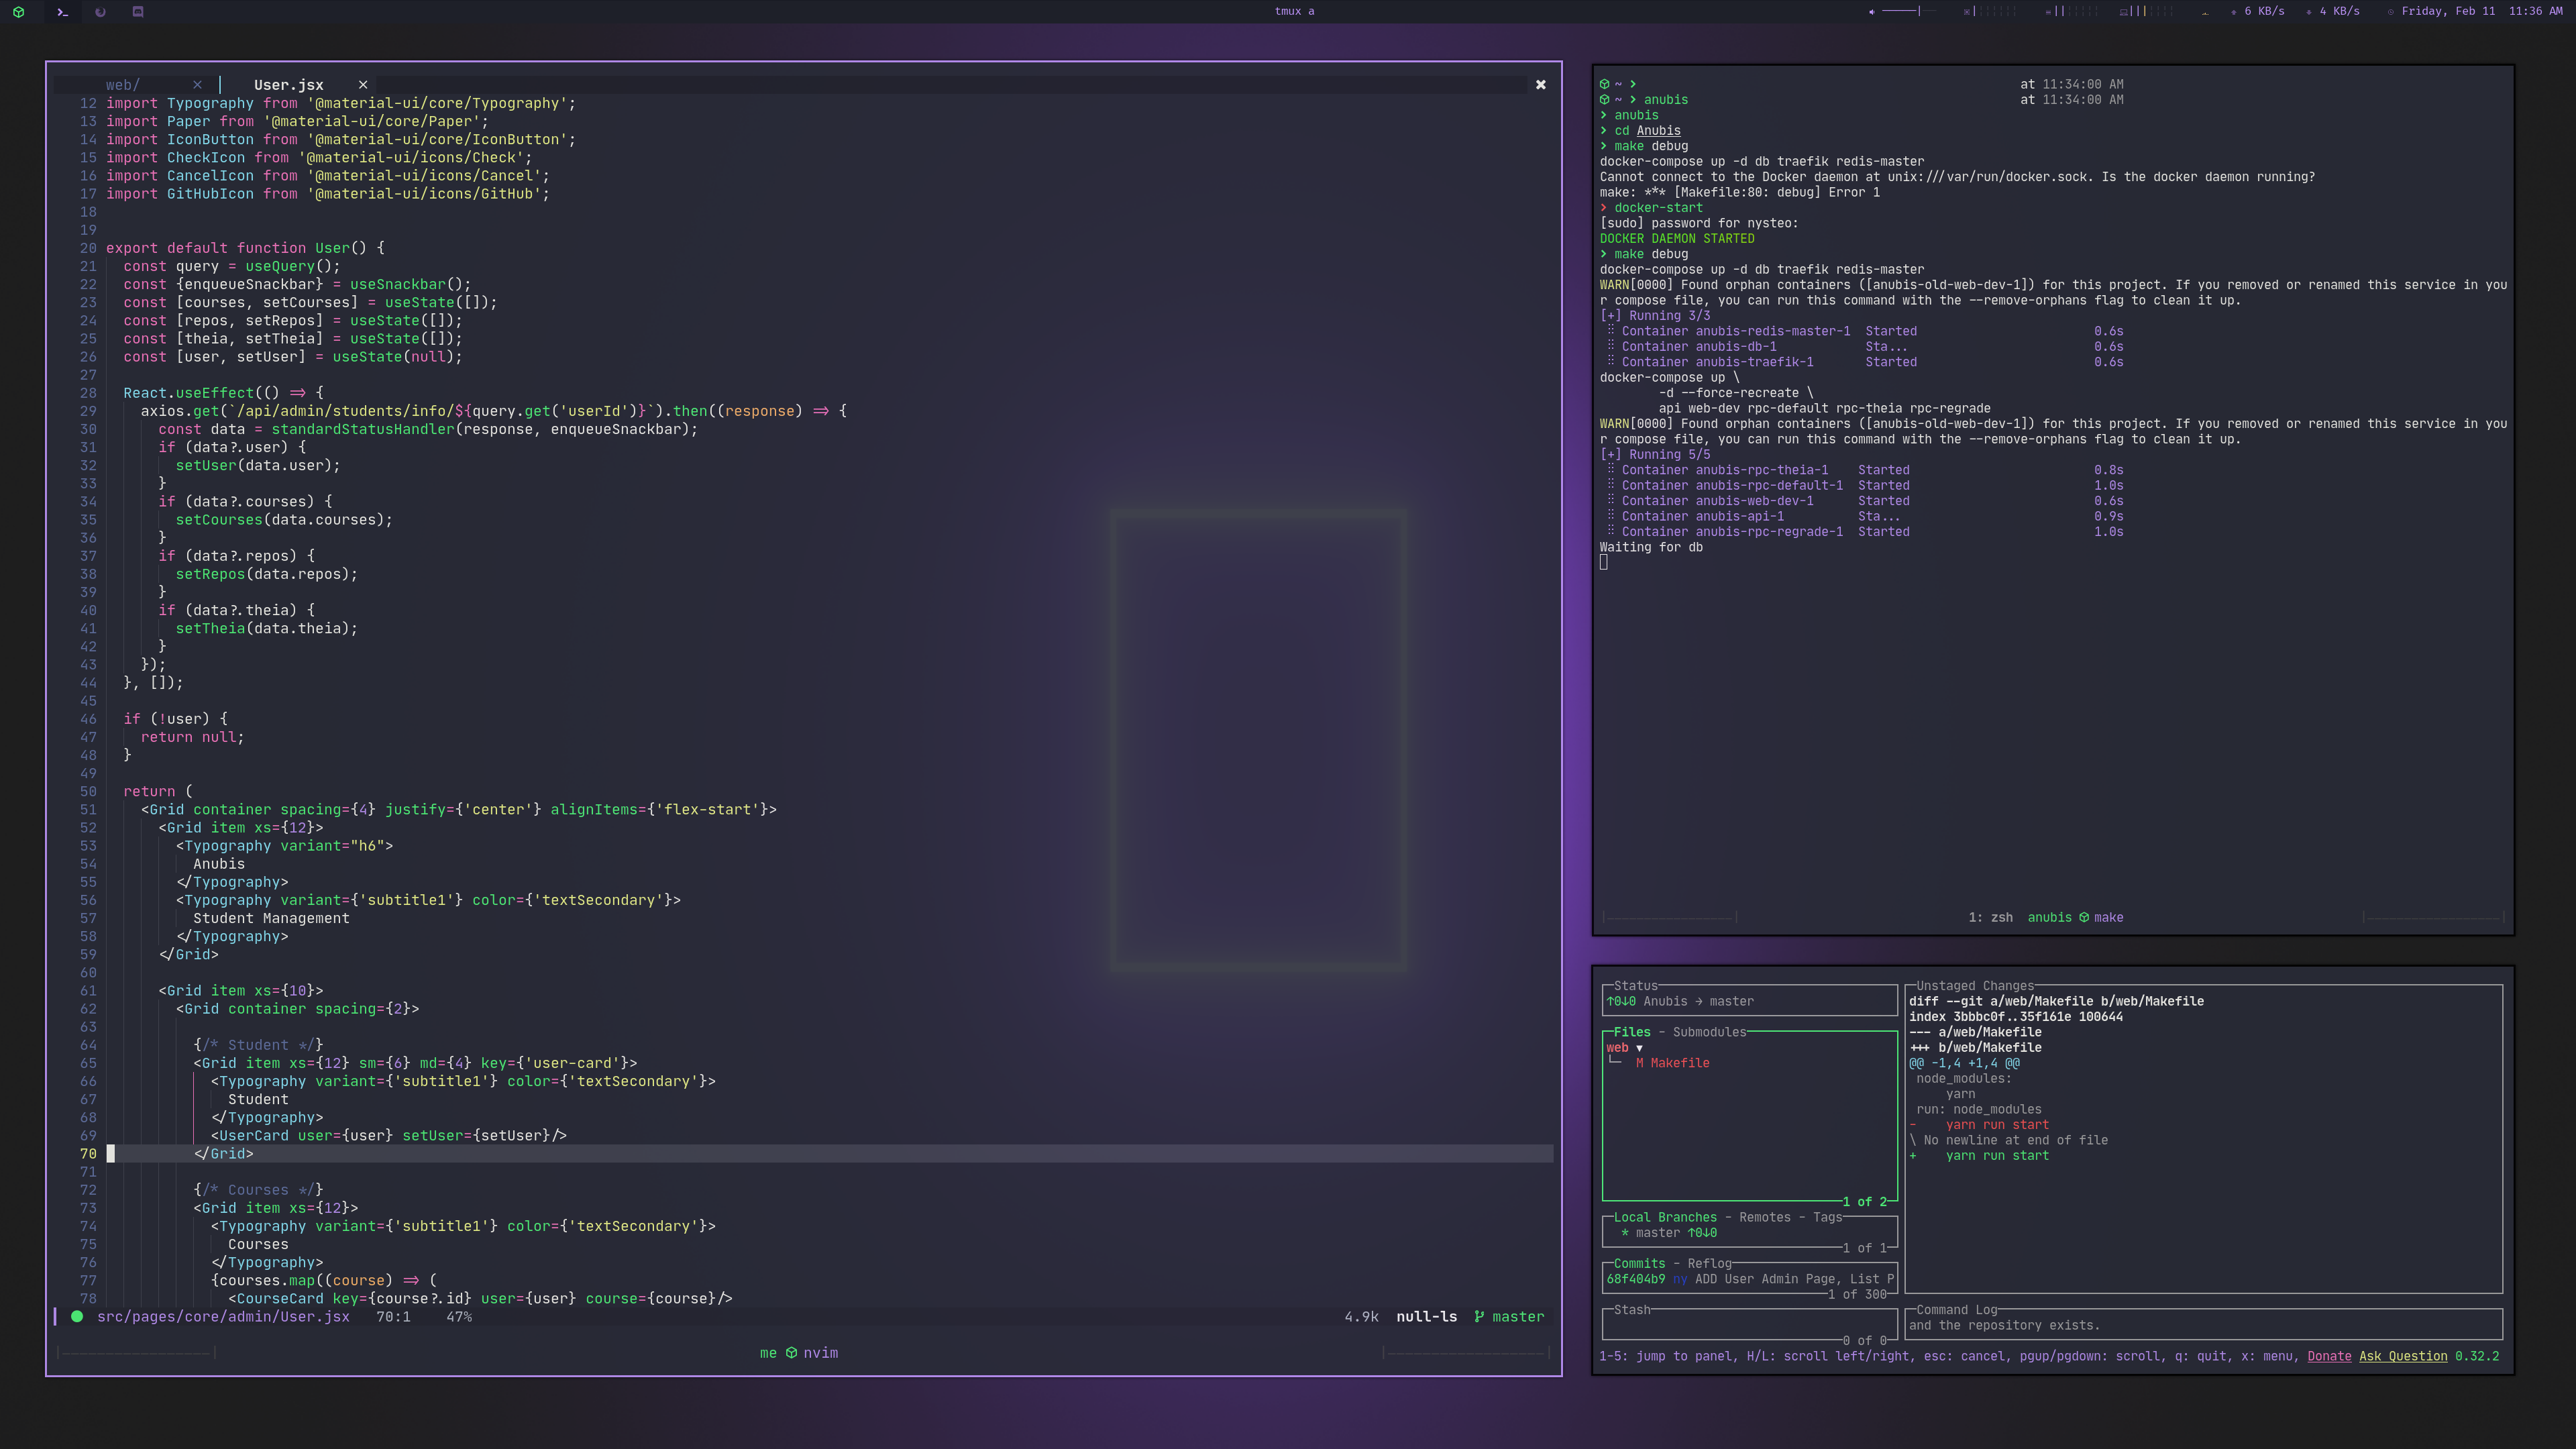 tmux a
6 KB/s
4 KB/s
Friday, Feb 11 11:36 AM
web/ × User.jsx ×
12 import Typography from '@material-ui/core/Typography';
13 import Paper from '@material-ui/core/Paper';
14 import IconButton from '@material-ui/core/IconButton';
15 import CheckIcon from '@material-ui/icons/Check';
16 import CancelIcon from '@material-ui/icons/Cancel';
17 import GitHubIcon from '@material-ui/icons/GitHub';
18
19
20 export default function User() {
21 const query = useQuery();
22 const {enqueueSnackbar} = useSnackbar();
23 const [courses, setCourses] = useState([]);
24 const [repos, setRepos] = useState([]);
25 const [theia, setTheia] = useState([]);
26 const [user, setUser] = useState(null);
27
28 React.useEffect(() => {
29 axios.get(`/api/admin/students/info/${query.get('userId')}`).then((response) => {
30 const data = standardStatusHandler(response, enqueueSnackbar);
31 if (data?.user) {
32 setUser(data.user);
33 }
34 if (data?.courses) {
35 setCourses(data.courses);
36 }
37 if (data?.repos) {
38 setRepos(data.repos);
39 }
40 if (data?.theia) {
41 setTheia(data.theia);
42 }
43 });
44 }, []);
45
46 if (!user) {
47 return null;
48 }
49
50 return (
51 <Grid container spacing={4} justify={'center'} alignItems={'flex-start'}>
52 <Grid item xs={12}>
53 <Typography variant="h6">
54 Anubis
55 </Typography>
56 <Typography variant={'subtitle1'} color={'textSecondary'}>
57 Student Management
58 </Typography>
59 </Grid>
60
61 <Grid item xs={10}>
62 <Grid container spacing={2}>
63
64 {/* Student */}
65 <Grid item xs={12} sm={6} md={4} key={'user-card'}>
66 <Typography variant={'subtitle1'} color={'textSecondary'}>
67 Student
68 </Typography>
69 <UserCard user={user} setUser={setUser}/>
70 </Grid>
71
72 {/* Courses */}
73 <Grid item xs={12}>
74 <Typography variant={'subtitle1'} color={'textSecondary'}>
75 Courses
76 </Typography>
77 {courses.map((course) => (
78 <CourseCard key={course?.id} user={user} course={course}/>
src/pages/core/admin/User.jsx 70:1 47% 4.9k null-ls master
me nvim
~ > at 11:34:00 AM
~ > anubis at 11:34:00 AM
> anubis
> cd Anubis
> make debug
docker-compose up -d db traefik redis-master
Cannot connect to the Docker daemon at unix:///var/run/docker.sock. Is the docker daemon running?
make: *** [Makefile:80: debug] Error 1
> docker-start
[sudo] password for nysteo:
DOCKER DAEMON STARTED
> make debug
docker-compose up -d db traefik redis-master
WARN[0000] Found orphan containers ([anubis-old-web-dev-1]) for this project. If you removed or renamed this service in you
r compose file, you can run this command with the --remove-orphans flag to clean it up.
[+] Running 3/3
⠿ Container anubis-redis-master-1 Started 0.6s
⠿ Container anubis-db-1 Sta... 0.6s
⠿ Container anubis-traefik-1 Started 0.6s
docker-compose up \
-d --force-recreate \
api web-dev rpc-default rpc-theia rpc-regrade
WARN[0000] Found orphan containers ([anubis-old-web-dev-1]) for this project. If you removed or renamed this service in you
r compose file, you can run this command with the --remove-orphans flag to clean it up.
[+] Running 5/5
⠿ Container anubis-rpc-theia-1 Started 0.8s
⠿ Container anubis-rpc-default-1 Started 1.0s
⠿ Container anubis-web-dev-1 Started 0.6s
⠿ Container anubis-api-1 Sta... 0.9s
⠿ Container anubis-rpc-regrade-1 Started 1.0s
Waiting for db
1: zsh anubis make
Status
↑0↓0 Anubis → master
Files - Submodules
web ▼
M Makefile
1 of 2
Local Branches - Remotes - Tags
* master ↑0↓0
1 of 1
Commits - Reflog
68f404b9 ny ADD User Admin Page, List P
1 of 300
Stash
0 of 0
Unstaged Changes
diff --git a/web/Makefile b/web/Makefile
index 3bbbc0f..35f161e 100644
--- a/web/Makefile
+++ b/web/Makefile
@@ -1,4 +1,4 @@
node_modules:
yarn
run: node_modules
- yarn run start
\ No newline at end of file
+ yarn run start
Command Log
and the repository exists.
1-5: jump to panel, H/L: scroll left/right, esc: cancel, pgup/pgdown: scroll, q: quit, x: menu, Donate Ask Question 0.32.2